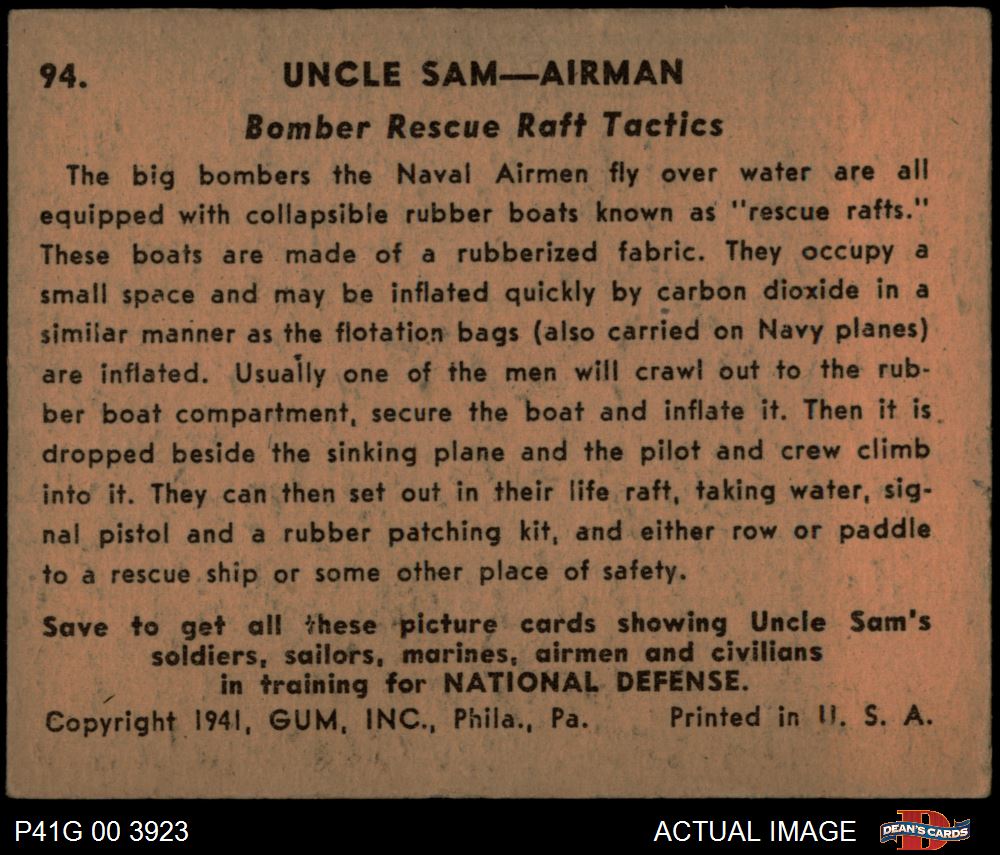 94. UNCLE SAM—AIRMAN
Bomber Rescue Raft Tactics
The big bombers the Naval Airmen fly over water are all
equipped with collapsible rubber boats known as "rescue rafts."
These boats are made of a rubberized fabric. They occupy a
small space and may be inflated quickly by carbon dioxide in a
similar manner as the flotation bags (also carried on Navy planes)
are inflated. Usually one of the men will crawl out to the rub-
ber boat compartment, secure the boat and inflate it. Then it is
dropped beside the sinking plane and the pilot and crew climb
into it. They can then set out in their life raft, taking water, sig-
nal pistol and a rubber patching kit, and either row or paddle
to a rescue ship or some other place of safety.
Save to get all these picture cards showing Uncle Sam's
soldiers, sailors, marines, airmen and civilians
in training for NATIONAL DEFENSE.
Copyright 1941, GUM, INC., Phila., Pa. Printed in U. S. A.
P41G 00 3923 ACTUAL IMAGE DEAN'S CARDS